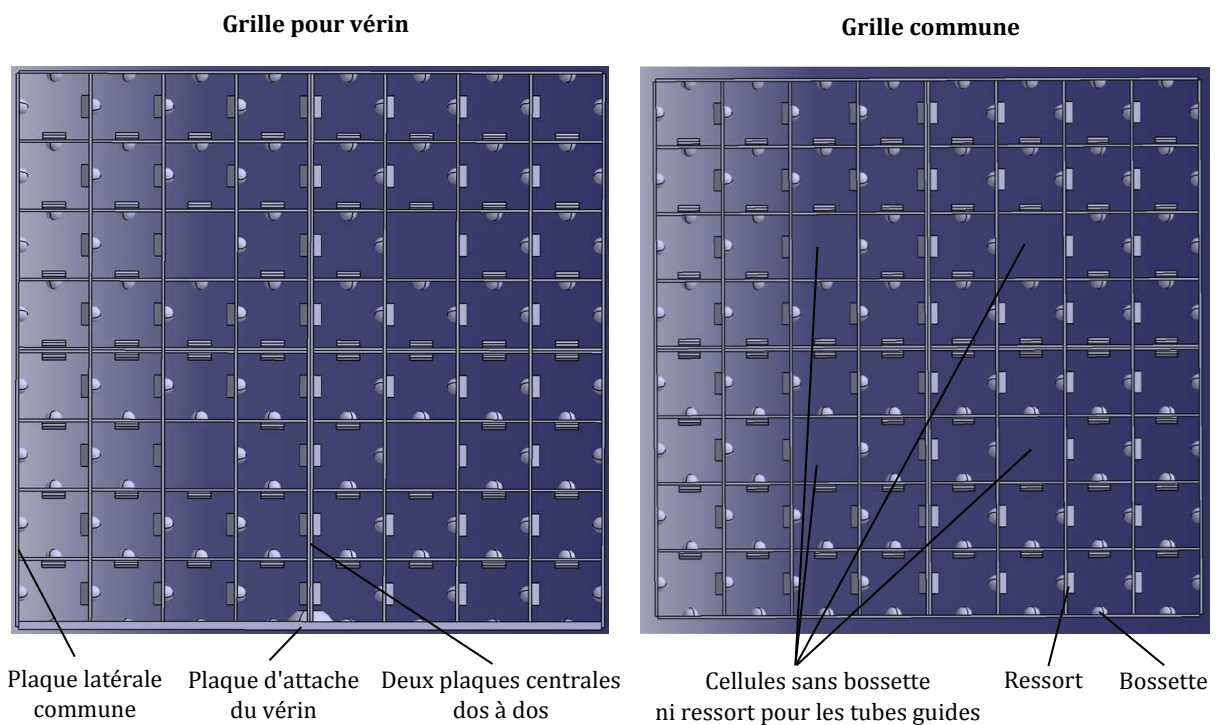 Grille pour vérin
Grille commune
Plaque latérale
commune
Plaque d'attache
du vérin
Deux plaques centrales
dos à dos
Cellules sans bossette
ni ressort pour les tubes guides
Ressort
Bossette